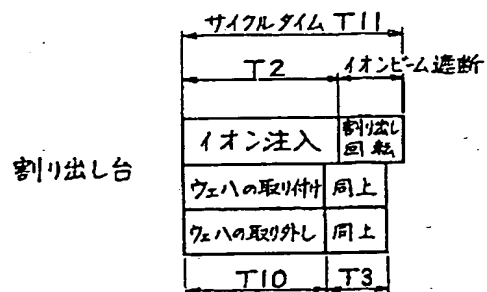 サイクルタイム T11
T2
イオンビーム遮断
イオン注入
割り出し
回転
割り出し台
ウェハの取り付け
同上
ウェハの取り外し
同上
T10
T3